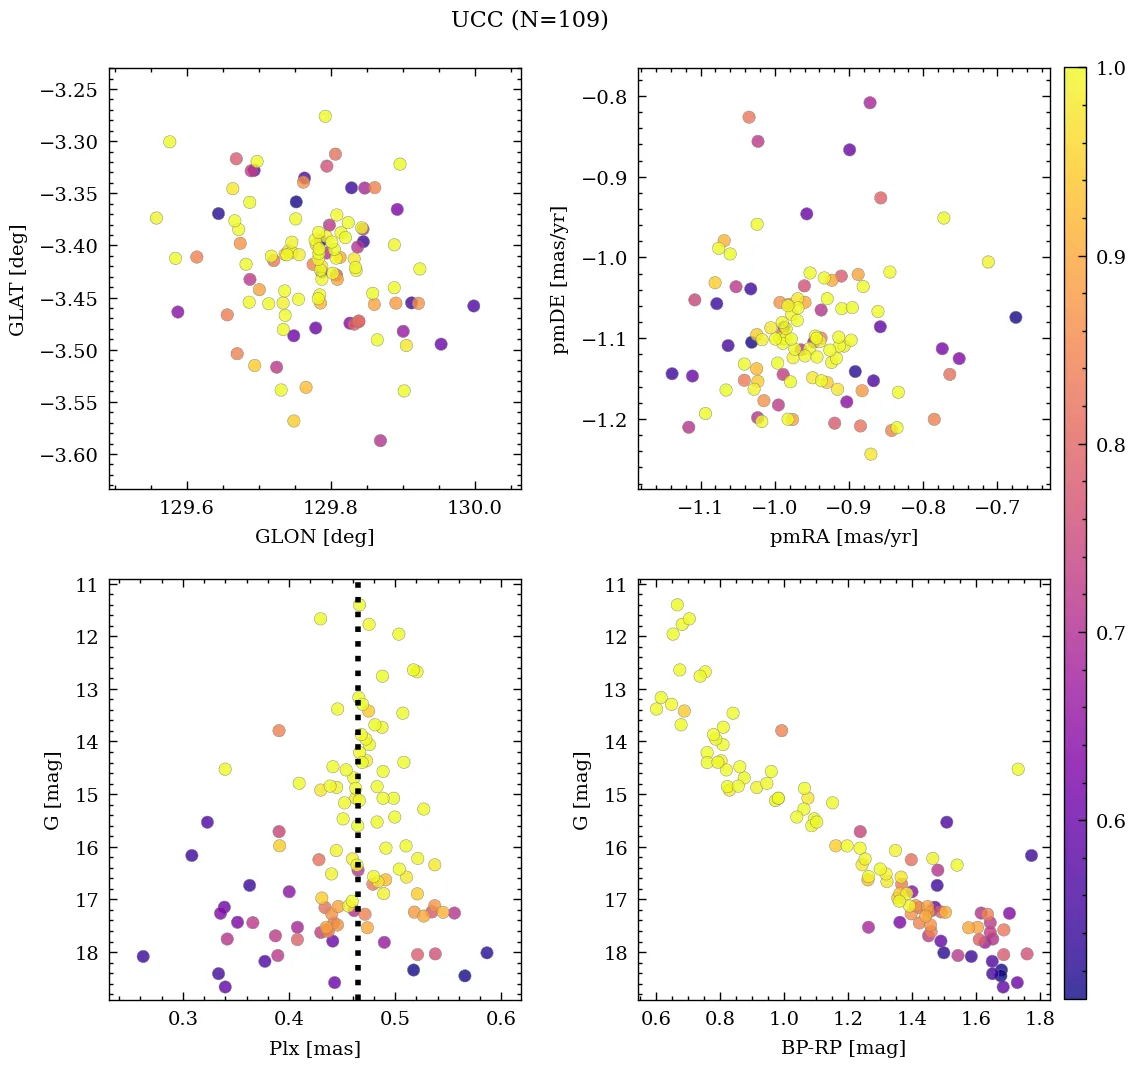 UCC (N=109)
−3.25
−3.30
−3.35
−3.40
−3.45
−3.50
−3.55
−3.60
GLAT [deg]
129.6 129.8 130.0
GLON [deg]
−0.8
−0.9
−1.0
−1.1
−1.2
pmDE [mas/yr]
−1.1 −1.0 −0.9 −0.8 −0.7
pmRA [mas/yr]
1.0
0.9
0.8
0.7
0.6
11
12
13
14
15
16
17
18
G [mag]
0.3 0.4 0.5 0.6
Plx [mas]
11
12
13
14
15
16
17
18
G [mag]
0.6 0.8 1.0 1.2 1.4 1.6 1.8
BP-RP [mag]